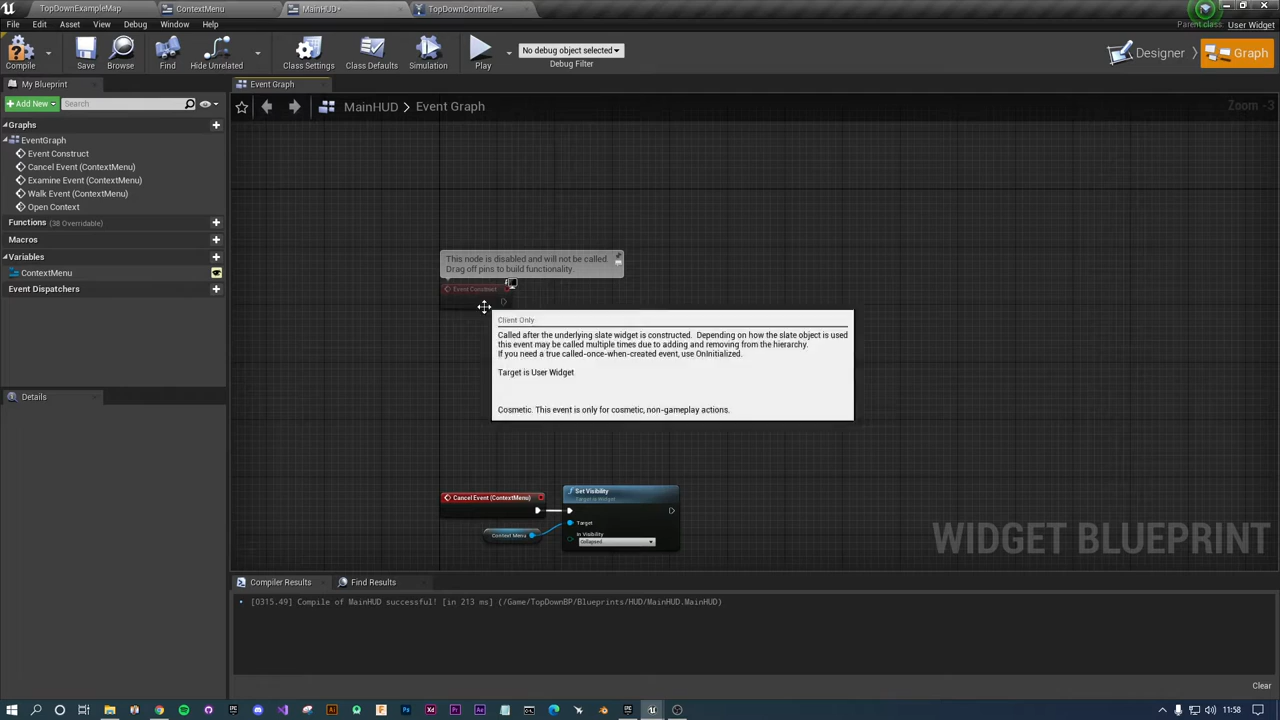 TopDownExampleMap
ContextMenu
MainHUD*
TopDownController*
File
Edit
Asset
View
Debug
Window
Help
Parent class:
User Widget
Compile
Save
Browse
Find
Hide Unrelated
Class Settings
Class Defaults
Simulation
Play
No debug object selected
Debug Filter
Designer
Graph
My Blueprint
Event Graph
+Add New
Search
MainHUD > Event Graph
Zoom -3
Graphs
EventGraph
Event Construct
Cancel Event (ContextMenu)
Examine Event (ContextMenu)
Walk Event (ContextMenu)
Open Context
Functions (38 Overridable)
Macros
Variables
ContextMenu
Event Dispatchers
Details
This node is disabled and will not be called.
Drag off pins to build functionality.
Event Construct
Client Only
Called after the underlying slate widget is constructed. Depending on how the slate object is used
this event may be called multiple times due to adding and removing from the hierarchy.
If you need a true called-once-when-created event, use OnInitialized.
Target is User Widget
Cosmetic. This event is only for cosmetic, non-gameplay actions.
Cancel Event (ContextMenu)
Set Visibility
Target is Widget
Target
Context Menu
In Visibility
Collapsed
WIDGET BLUEPRINT
Compiler Results
Find Results
[0315.49] Compile of MainHUD successful! [in 213 ms] (/Game/TopDownBP/Blueprints/HUD/MainHUD.MainHUD)
Clear
11:58